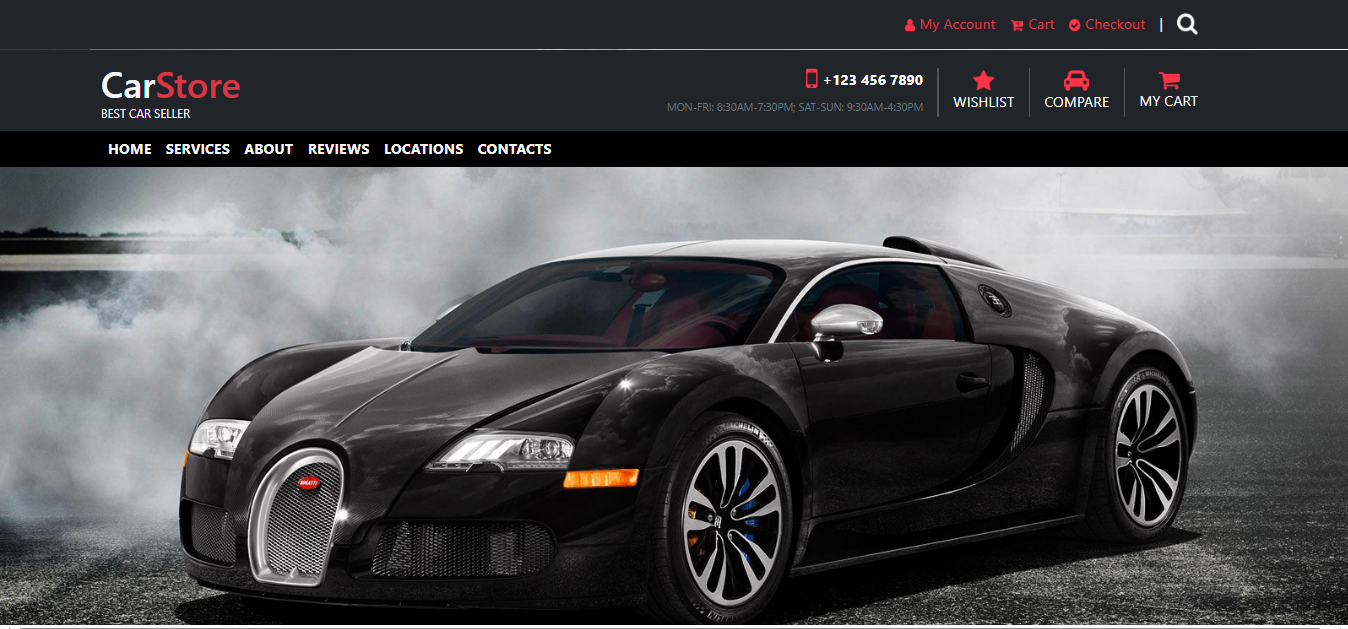 My Account Cart Checkout |
CarStore
BEST CAR SELLER
+123 456 7890
MON-FRI: 8:30AM-7:30PM; SAT-SUN: 9:30AM-4:30PM
WISHLIST
COMPARE
MY CART
HOME SERVICES ABOUT REVIEWS LOCATIONS CONTACTS
BUGATTI